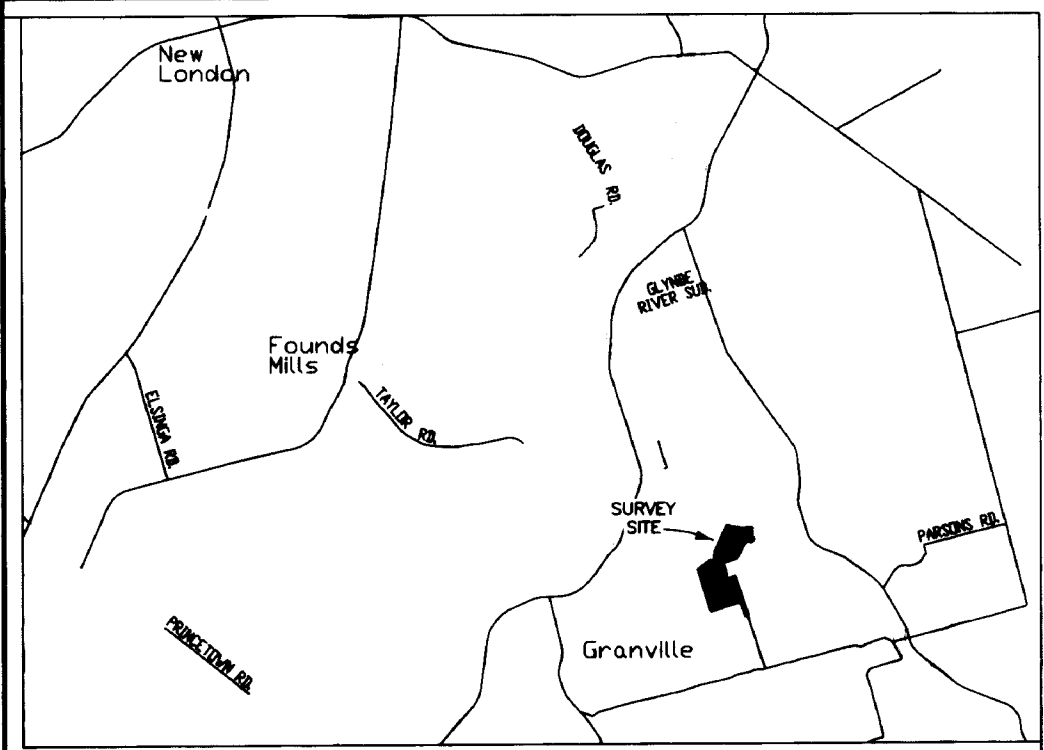 New
London
DOUGLAS RD.
GLYNDE
RIVER SUB.
Founds
Mills
ELSINGA RD.
TAYLOR RD.
SURVEY
SITE
PARSONS RD.
PRINCETOWN RD.
Granville